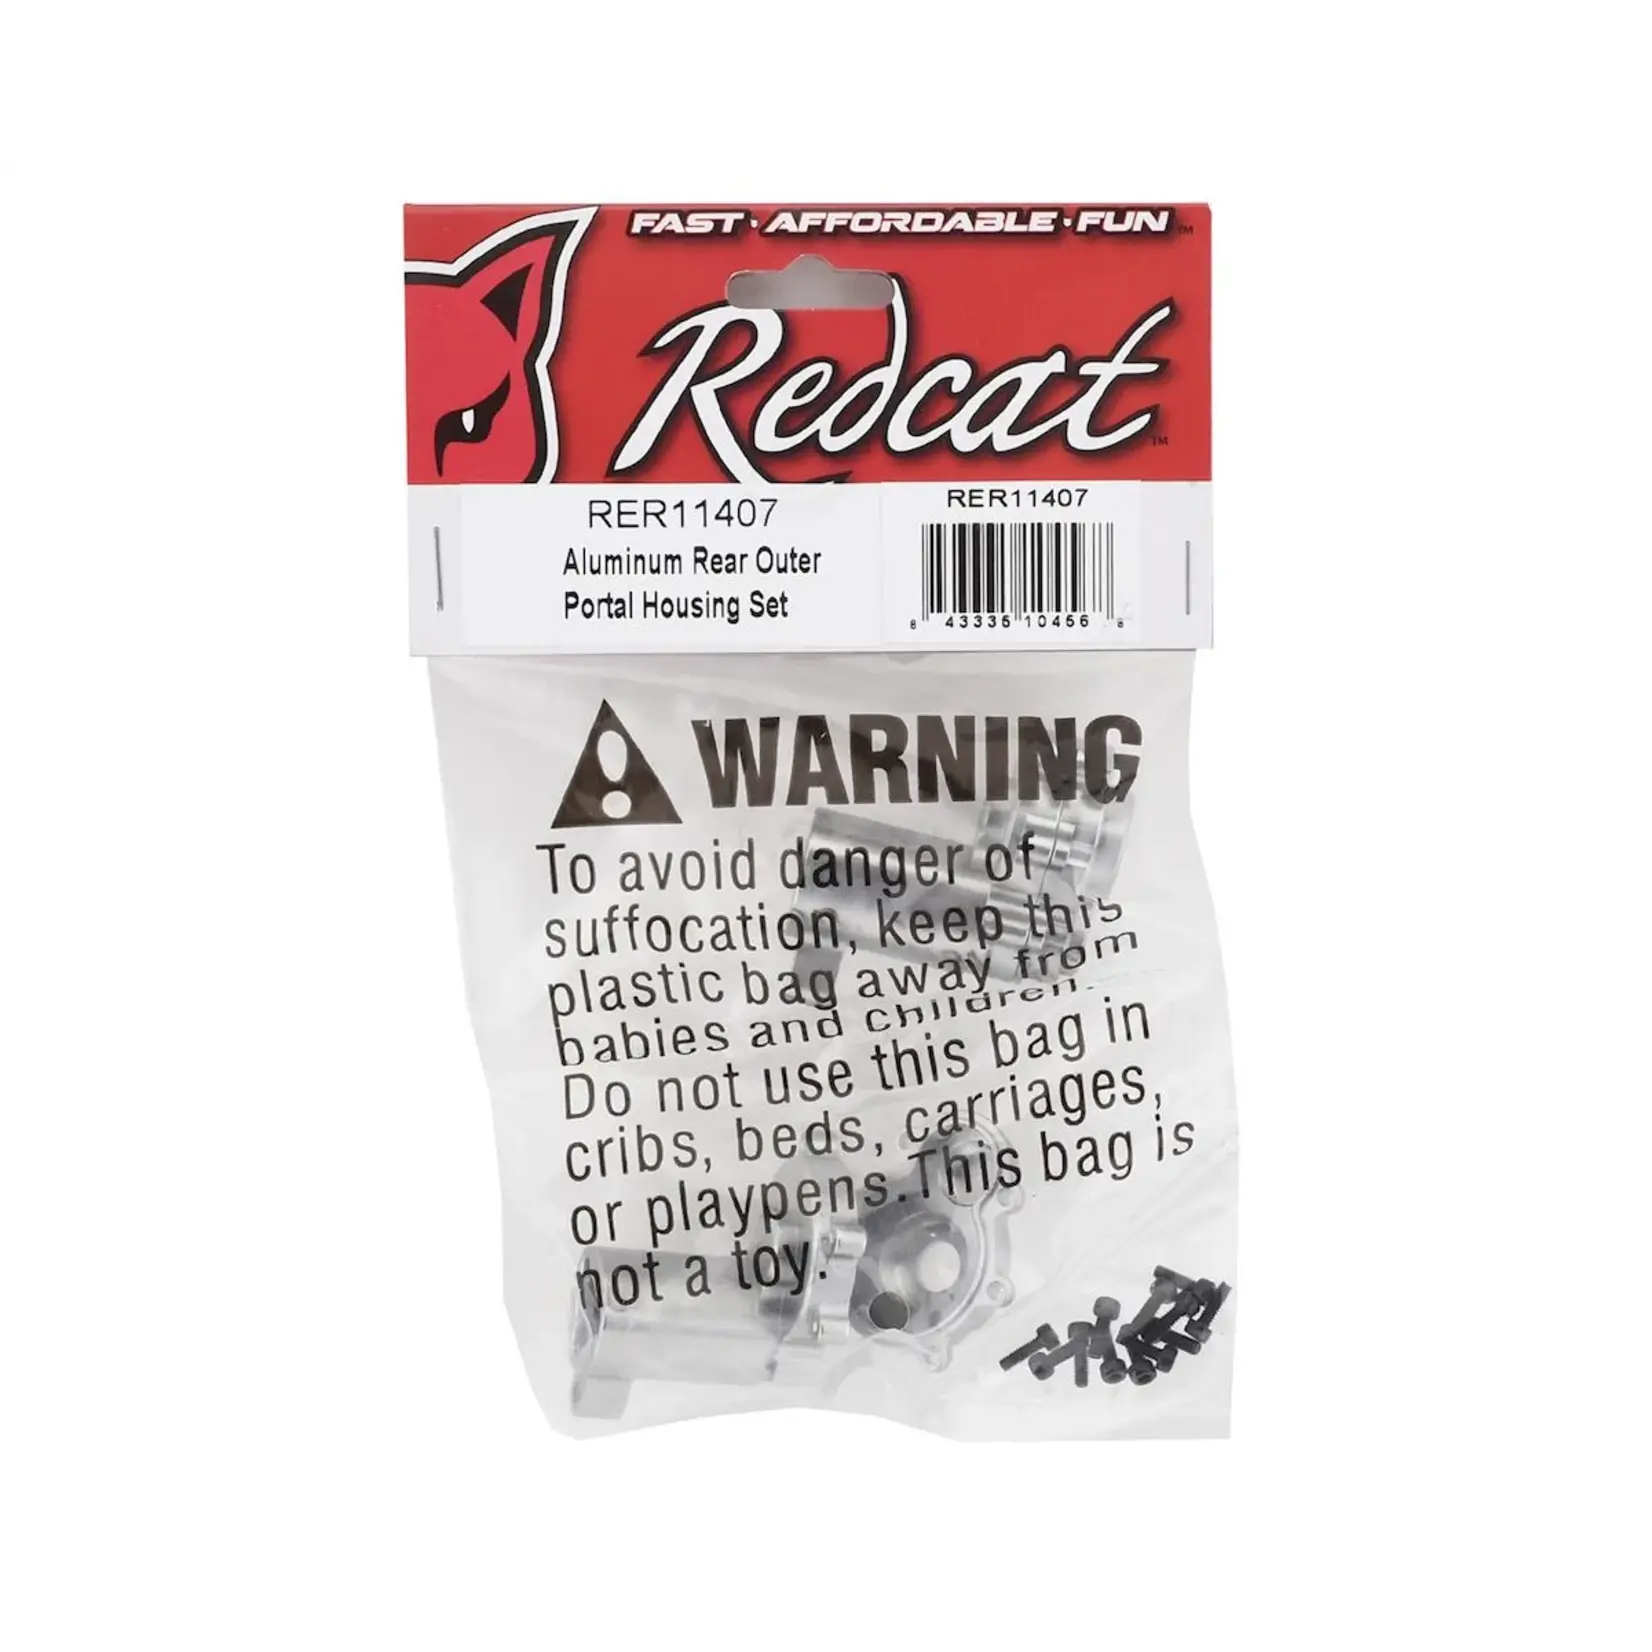 FAST · AFFORDABLE · FUN™
Redcat™
RER11407
Aluminum Rear Outer
Portal Housing Set
RER11407
8 43335 10456 8
WARNING
To avoid danger of
suffocation, keep this
plastic bag away from
babies and children.
Do not use this bag in
cribs, beds, carriages,
or playpens.This bag is
not a toy.